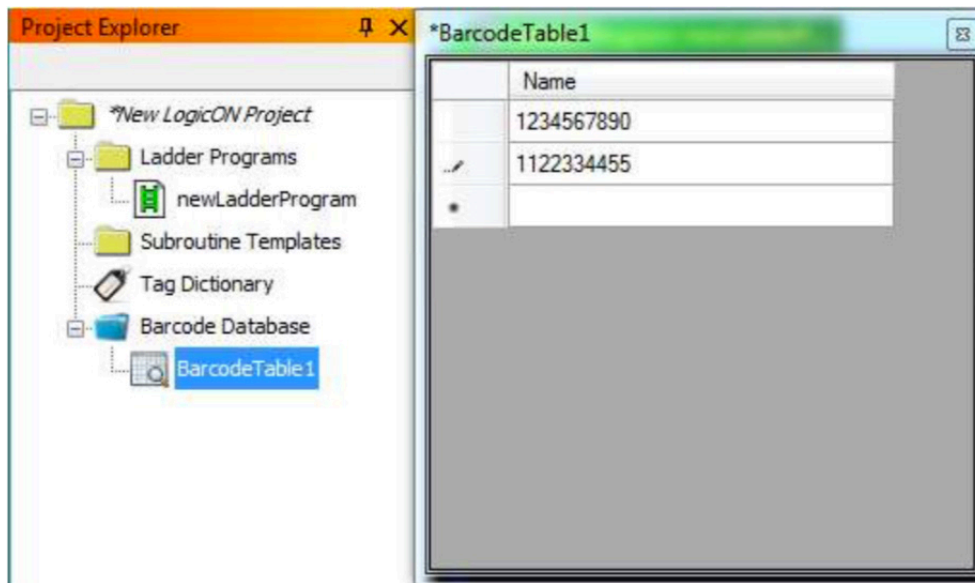 Project Explorer
*New LogicON Project
Ladder Programs
newLadderProgram
Subroutine Templates
Tag Dictionary
Barcode Database
BarcodeTable1
*BarcodeTable1
Name
1234567890
1122334455